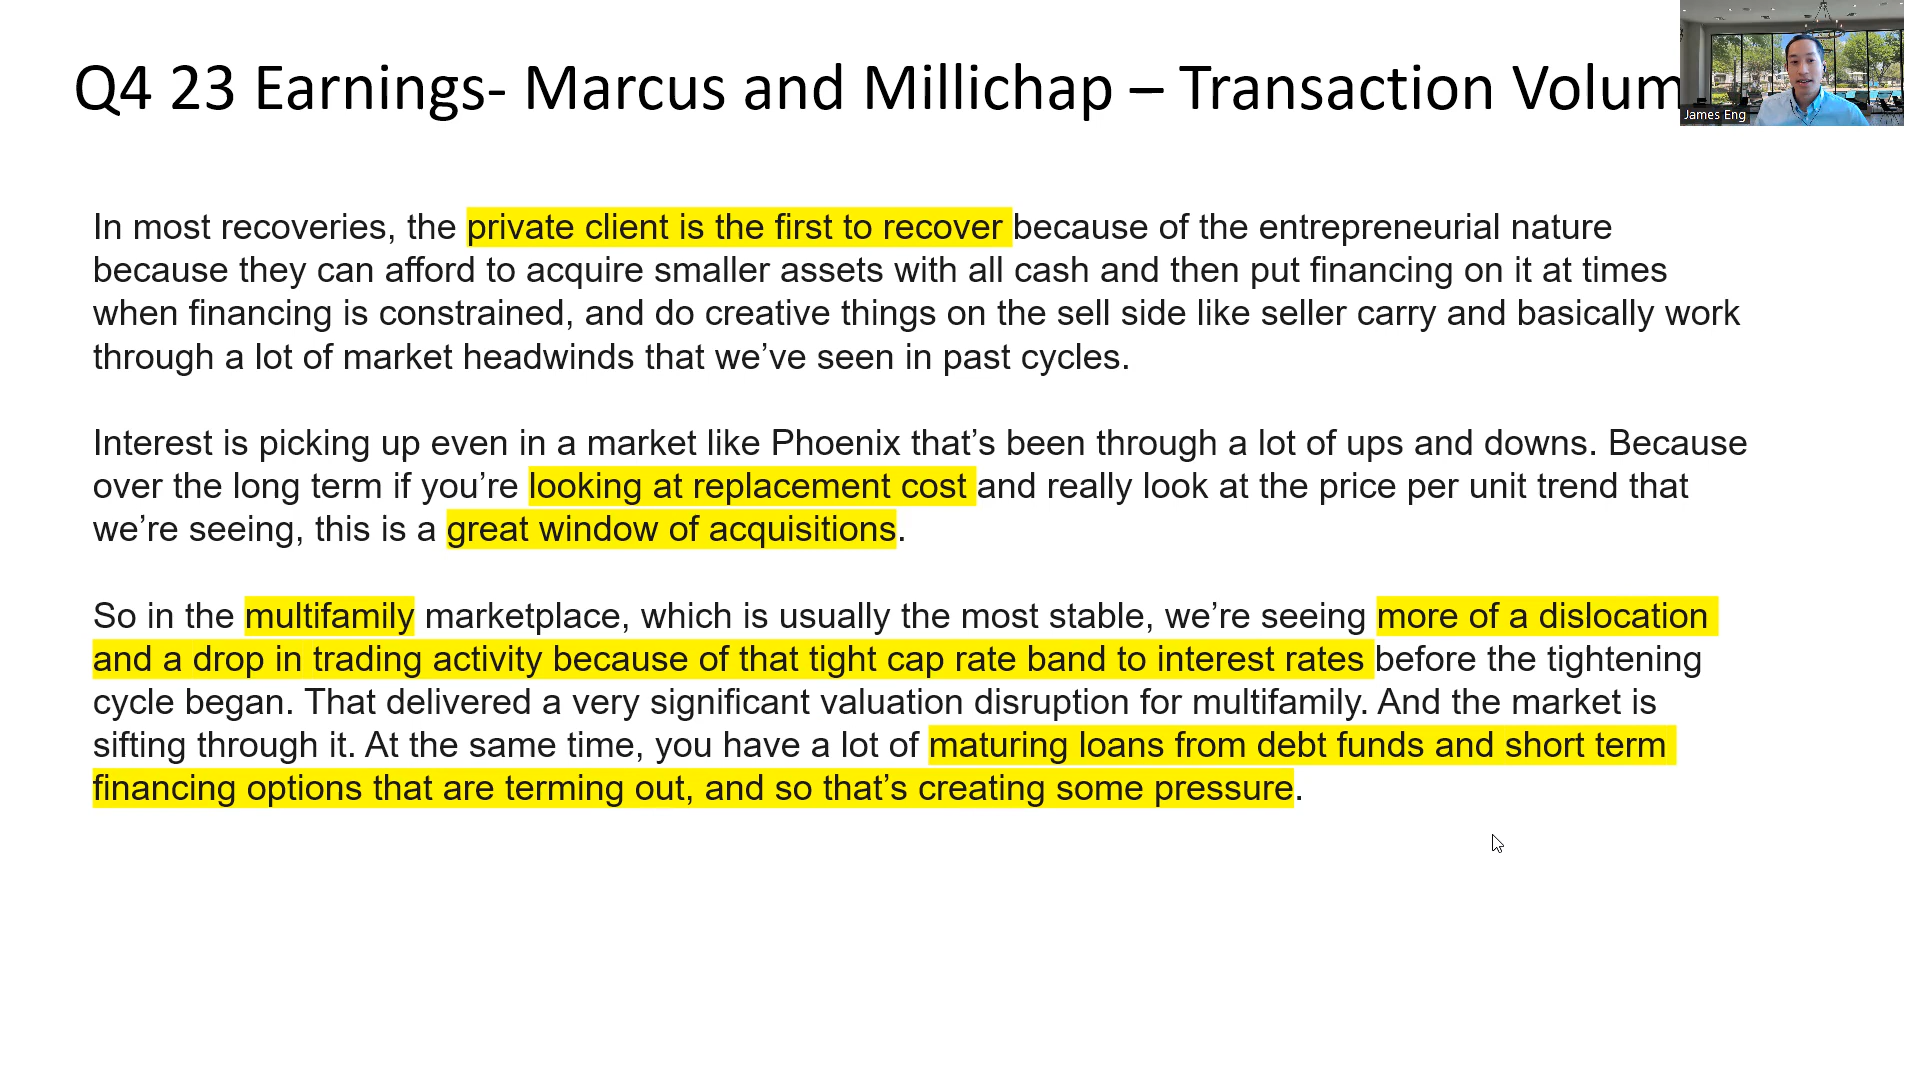 Q4 23 Earnings- Marcus and Millichap – Transaction Volum
James Eng
In most recoveries, the private client is the first to recover because of the entrepreneurial nature
because they can afford to acquire smaller assets with all cash and then put financing on it at times
when financing is constrained, and do creative things on the sell side like seller carry and basically work
through a lot of market headwinds that we’ve seen in past cycles.
Interest is picking up even in a market like Phoenix that’s been through a lot of ups and downs. Because
over the long term if you’re looking at replacement cost and really look at the price per unit trend that
we’re seeing, this is a great window of acquisitions.
So in the multifamily marketplace, which is usually the most stable, we’re seeing more of a dislocation
and a drop in trading activity because of that tight cap rate band to interest rates before the tightening
cycle began. That delivered a very significant valuation disruption for multifamily. And the market is
sifting through it. At the same time, you have a lot of maturing loans from debt funds and short term
financing options that are terming out, and so that’s creating some pressure.